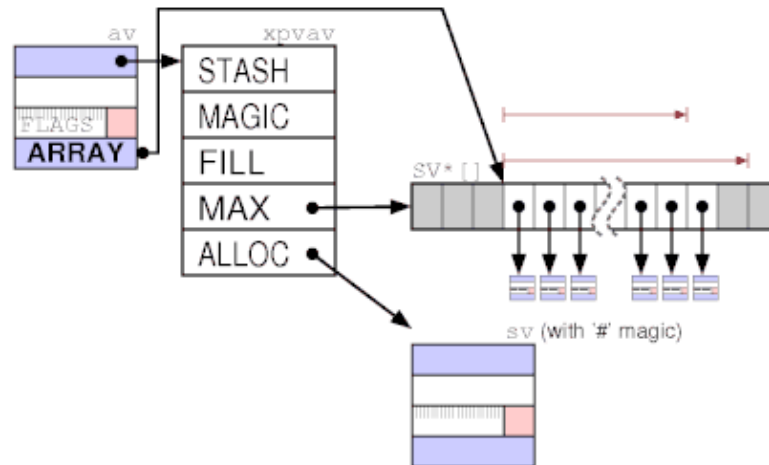 av
xpvav
STASH
MAGIC
FLAGS
ARRAY
FILL
MAX
ALLOC
SV* []
sv (with '#' magic)